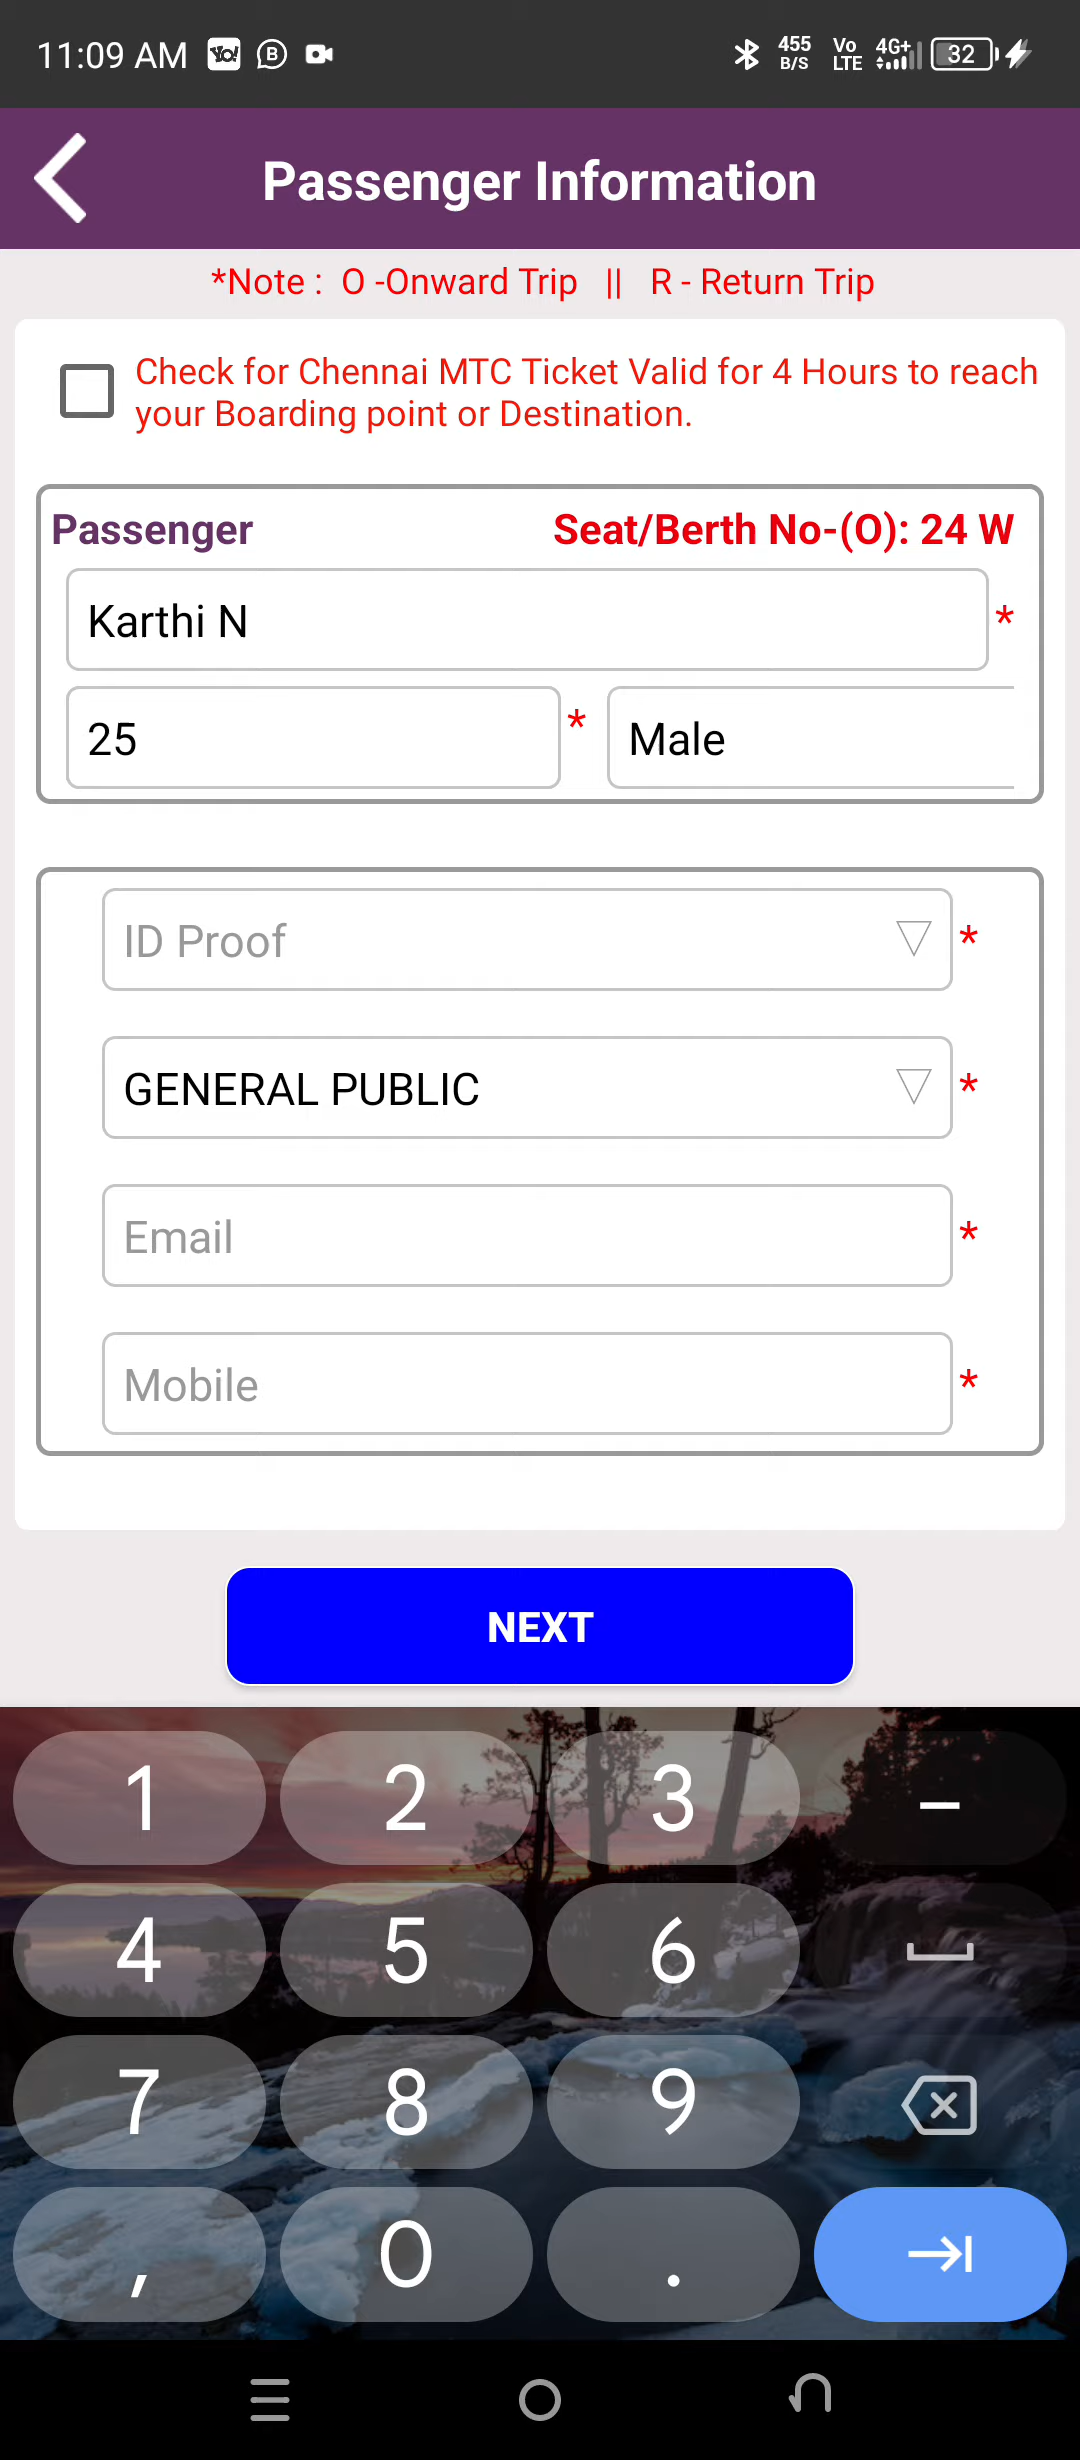 11:09 AM Yo! B 455 B/S Vo LTE 4G+ 32
Passenger Information
*Note : O -Onward Trip || R - Return Trip
Check for Chennai MTC Ticket Valid for 4 Hours to reach
your Boarding point or Destination.
Passenger Seat/Berth No-(O): 24 W
Karthi N *
25 * Male
ID Proof *
GENERAL PUBLIC *
Email *
Mobile *
NEXT
1 2 3 –
4 5 6
7 8 9
, 0 .